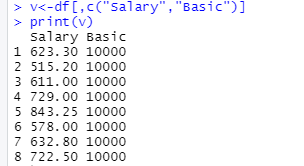 > v<-df[,c("Salary","Basic")]
> print(v)
Salary Basic
1 623.30 10000
2 515.20 10000
3 611.00 10000
4 729.00 10000
5 843.25 10000
6 578.00 10000
7 632.80 10000
8 722.50 10000